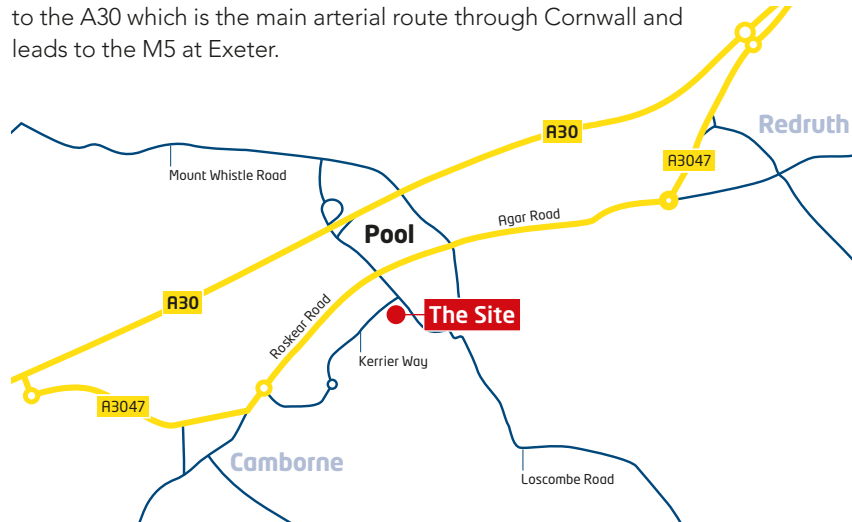 to the A30 which is the main arterial route through Cornwall and
leads to the M5 at Exeter.
A30
Redruth
A3047
Mount Whistle Road
Agar Road
Pool
A30
The Site
Roskear Road
Kerrier Way
A3047
Camborne
Loscombe Road